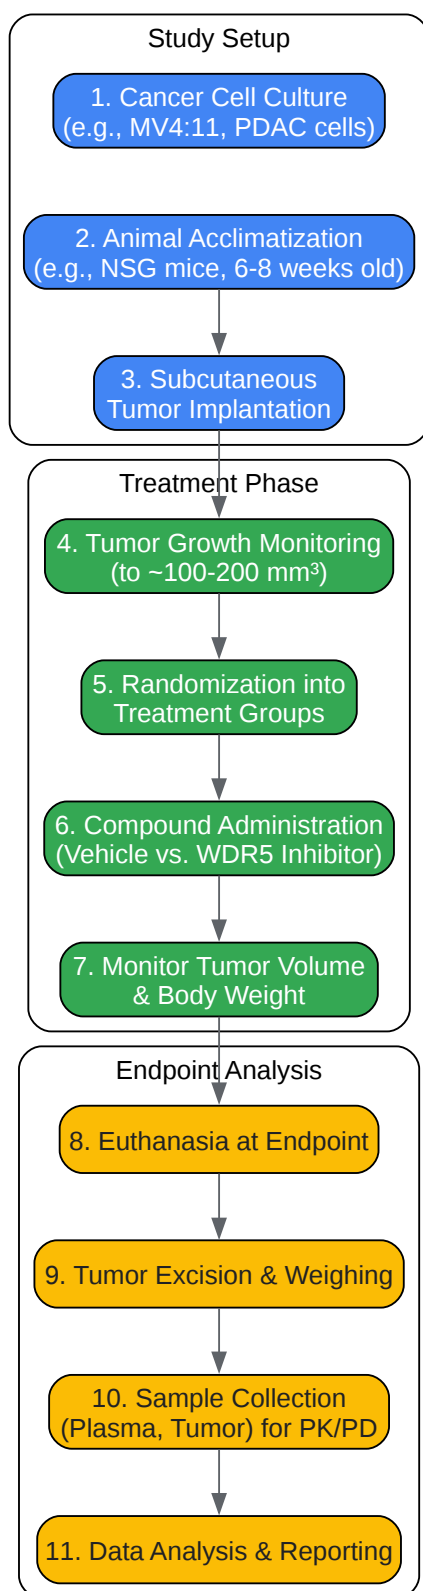 Study Setup
1. Cancer Cell Culture
(e.g., MV4:11, PDAC cells)
2. Animal Acclimatization
(e.g., NSG mice, 6-8 weeks old)
3. Subcutaneous
Tumor Implantation
Treatment Phase
4. Tumor Growth Monitoring
(to ~100-200 mm³)
5. Randomization into
Treatment Groups
6. Compound Administration
(Vehicle vs. WDR5 Inhibitor)
7. Monitor Tumor Volume
& Body Weight
Endpoint Analysis
8. Euthanasia at Endpoint
9. Tumor Excision & Weighing
10. Sample Collection
(Plasma, Tumor) for PK/PD
11. Data Analysis & Reporting